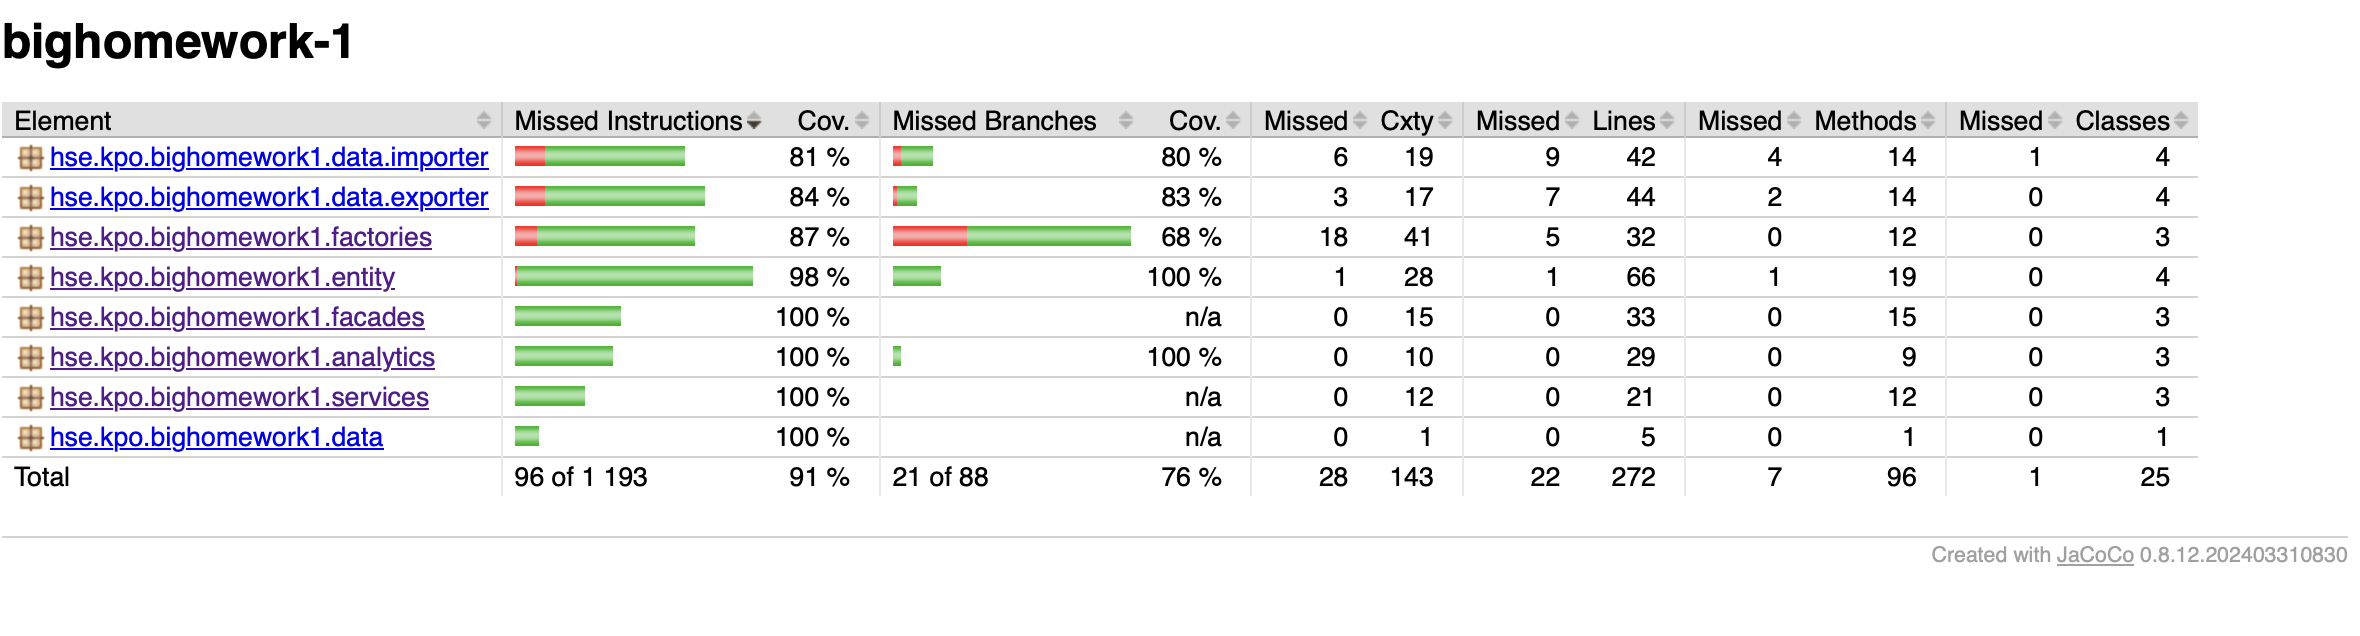 bighomework-1
Element Missed Instructions Cov. Missed Branches Cov. Missed Cxty Missed Lines Missed Methods Missed Classes
hse.kpo.bighomework1.data.importer 81 % 80 % 6 19 9 42 4 14 1 4
hse.kpo.bighomework1.data.exporter 84 % 83 % 3 17 7 44 2 14 0 4
hse.kpo.bighomework1.factories 87 % 68 % 18 41 5 32 0 12 0 3
hse.kpo.bighomework1.entity 98 % 100 % 1 28 1 66 1 19 0 4
hse.kpo.bighomework1.facades 100 % n/a 0 15 0 33 0 15 0 3
hse.kpo.bighomework1.analytics 100 % 100 % 0 10 0 29 0 9 0 3
hse.kpo.bighomework1.services 100 % n/a 0 12 0 21 0 12 0 3
hse.kpo.bighomework1.data 100 % n/a 0 1 0 5 0 1 0 1
Total 96 of 1 193 91 % 21 of 88 76 % 28 143 22 272 7 96 1 25
Created with JaCoCo 0.8.12.202403310830